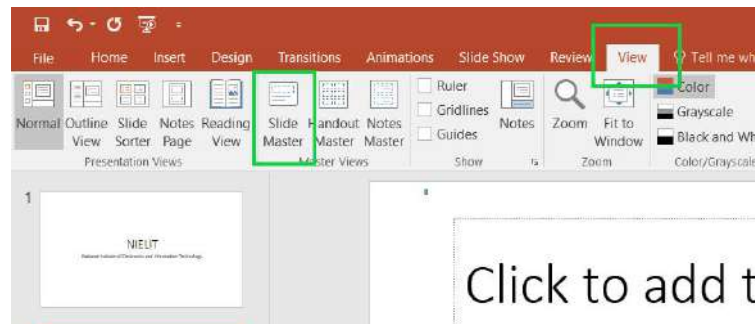 File Home Insert Design Transitions Animations Slide Show Review View Tell me wh
Normal Outline View Slide Sorter Notes Page Reading View Slide Master Handout Master Notes Master Ruler Gridlines Guides Notes Zoom Fit to Window Color Grayscale Black and Wh
Presentation Views Master Views Show Zoom Color/Grayscale
1
NIELIT
National Institute of Electronics and Information Technology
Click to add t